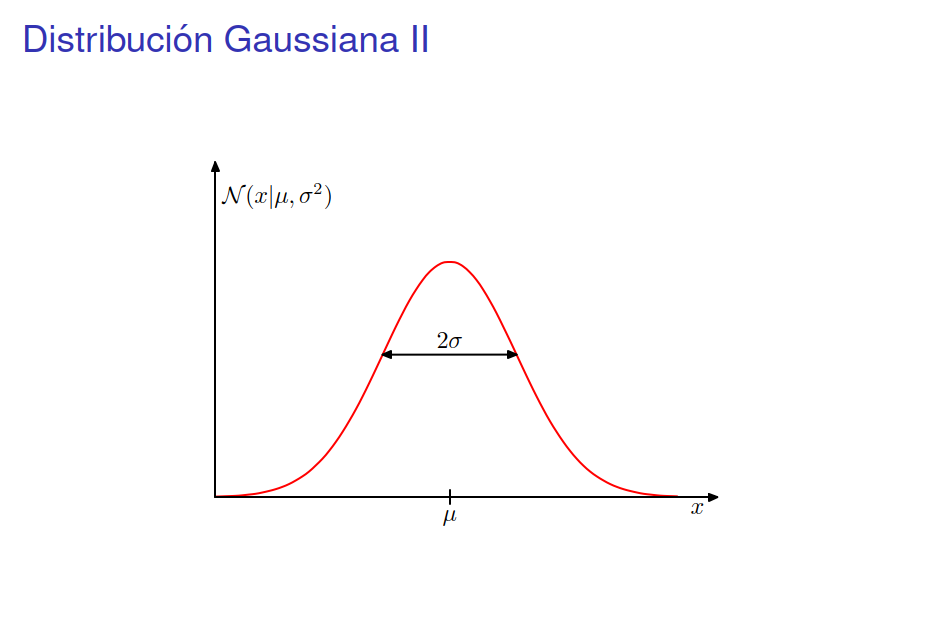 Distribución Gaussiana II
𝒩(x|μ, σ²)
2σ
μ
x